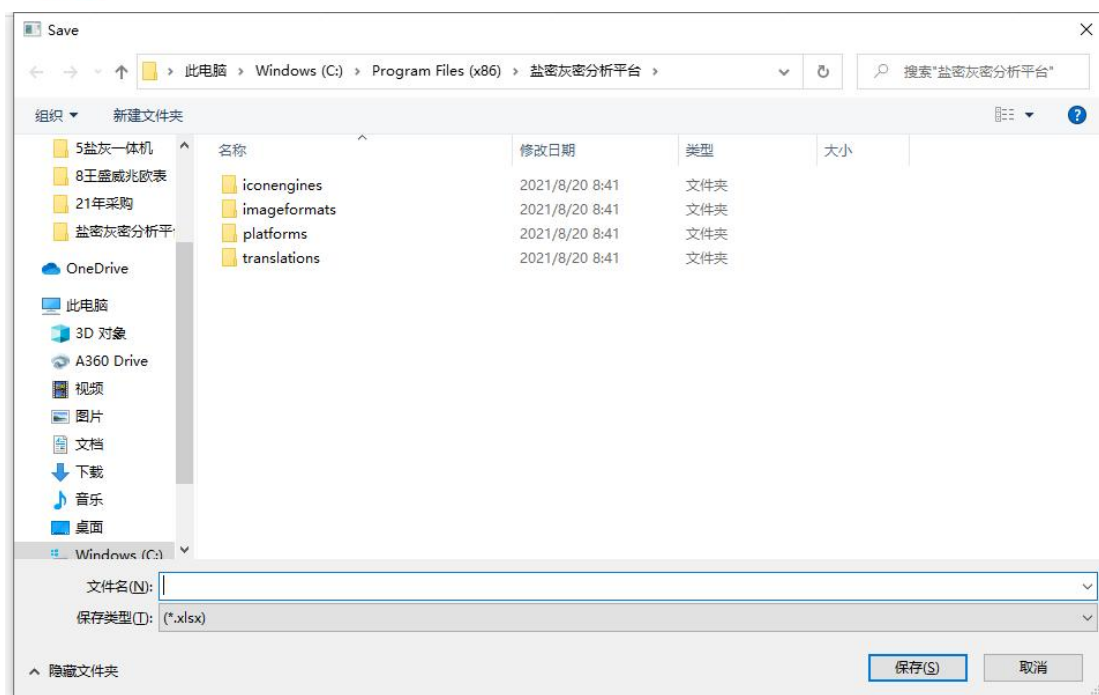 Save
此电脑 > Windows (C:) > Program Files (x86) > 盐密灰密分析平台 >
搜索"盐密灰密分析平台"
组织 新建文件夹
名称 修改日期 类型 大小
iconengines 2021/8/20 8:41 文件夹
imageformats 2021/8/20 8:41 文件夹
platforms 2021/8/20 8:41 文件夹
translations 2021/8/20 8:41 文件夹
5盐灰一体机
8王盛威兆欧表
21年采购
盐密灰密分析平
OneDrive
此电脑
3D 对象
A360 Drive
视频
图片
文档
下载
音乐
桌面
Windows (C:)
文件名(N):
保存类型(T): (*.xlsx)
隐藏文件夹
保存(S) 取消